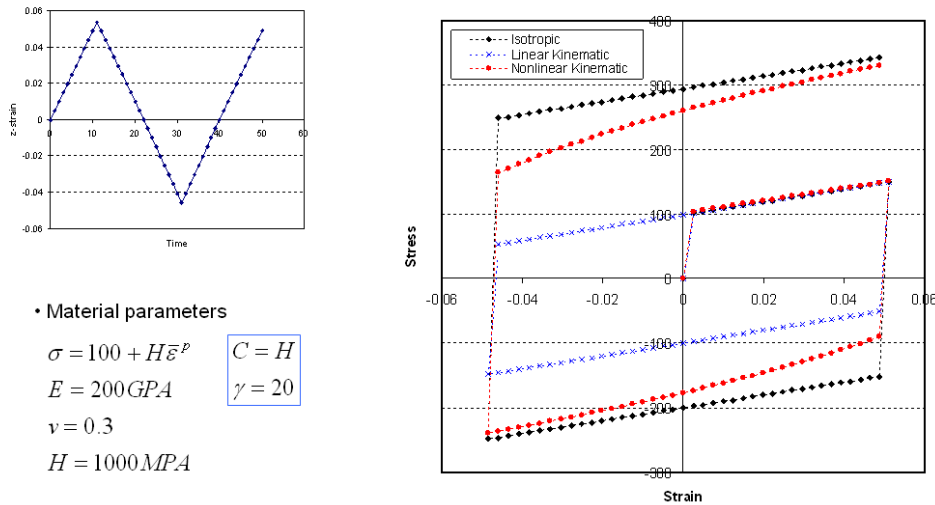 0.06
0.04
0.02
0
-0.02
-0.04
-0.06
z-strain
0 10 20 30 40 50 60
Time
• Material parameters
σ = 100 + Hε̄ᵖ
E = 200GPA
ν = 0.3
H = 1000MPA
C = H
γ = 20
400
300
200
100
0
-100
-200
-300
Stress
Isotropic
Linear Kinematic
Nonlinear Kinematic
-0.06 -0.04 -0.02 0 0.02 0.04 0.06
Strain